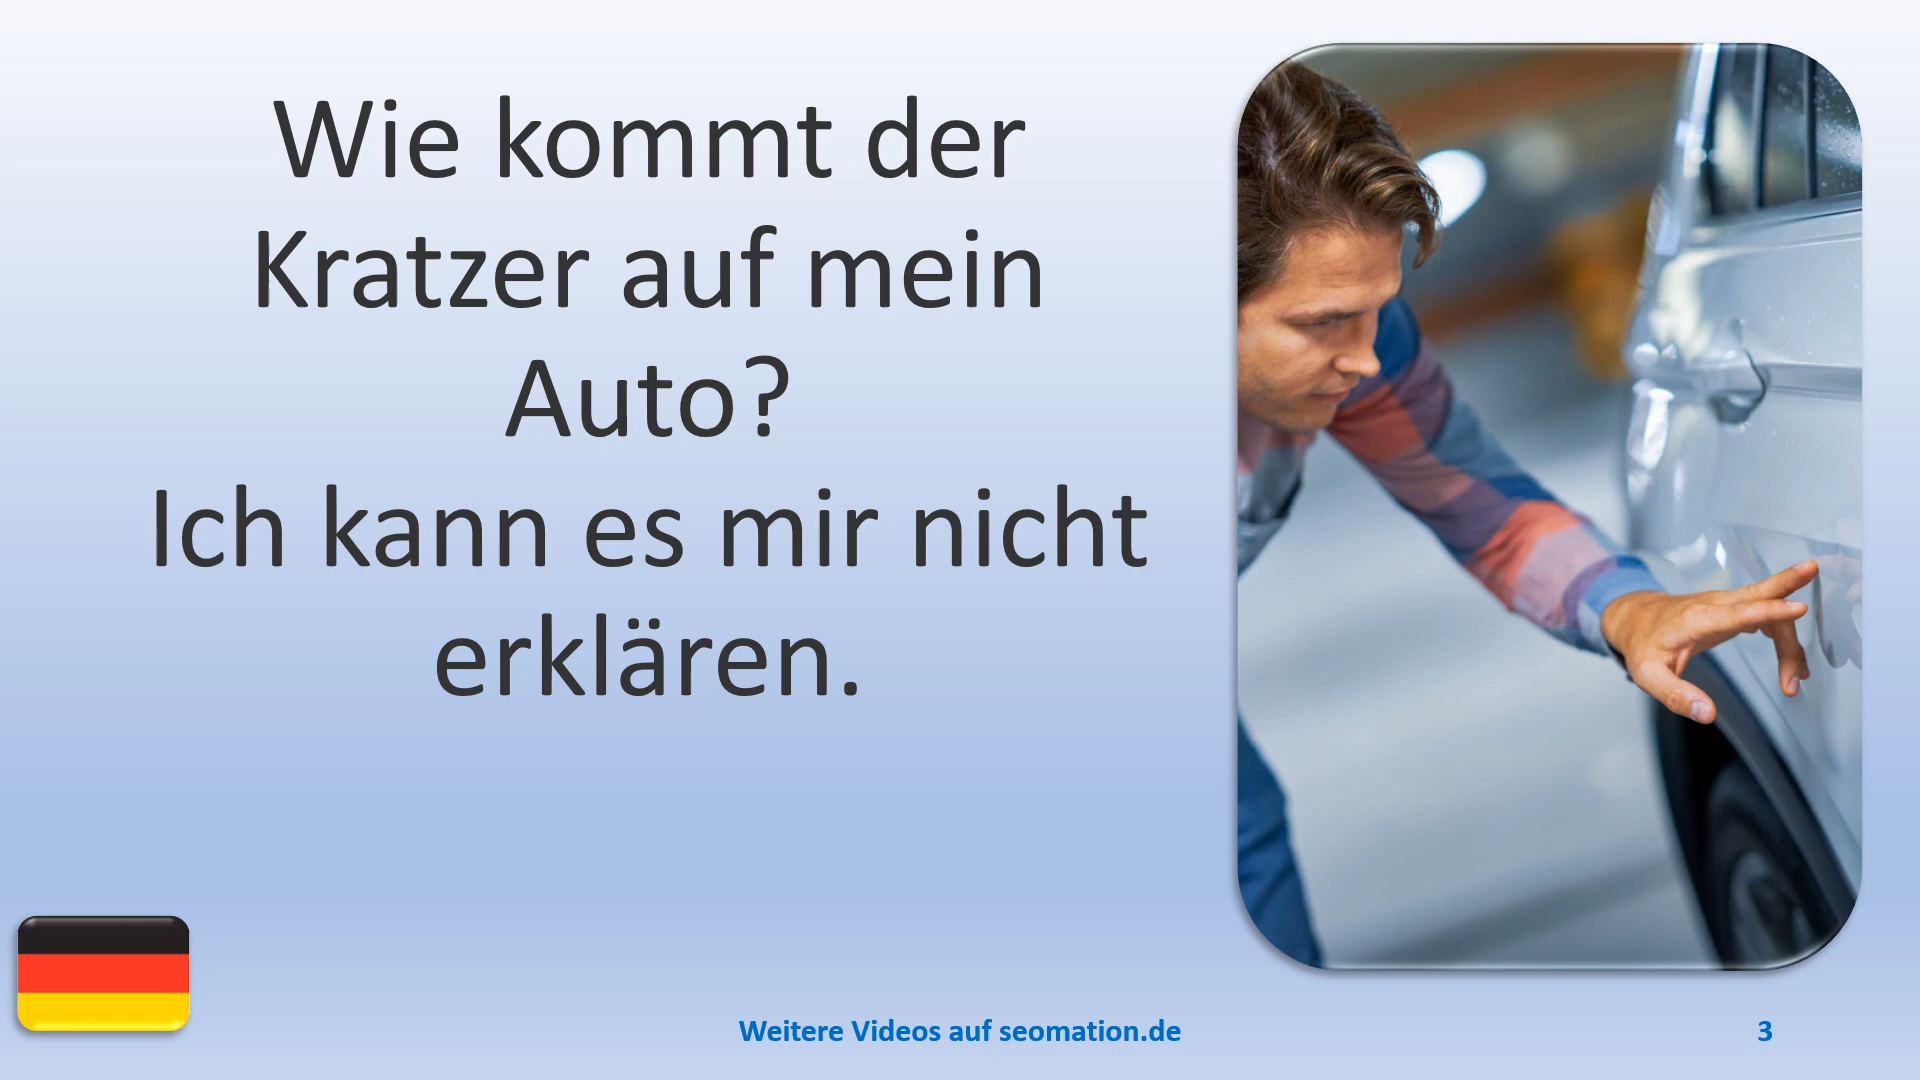 Wie kommt der
Kratzer auf mein
Auto?
Ich kann es mir nicht
erklären.
Weitere Videos auf seomation.de
3